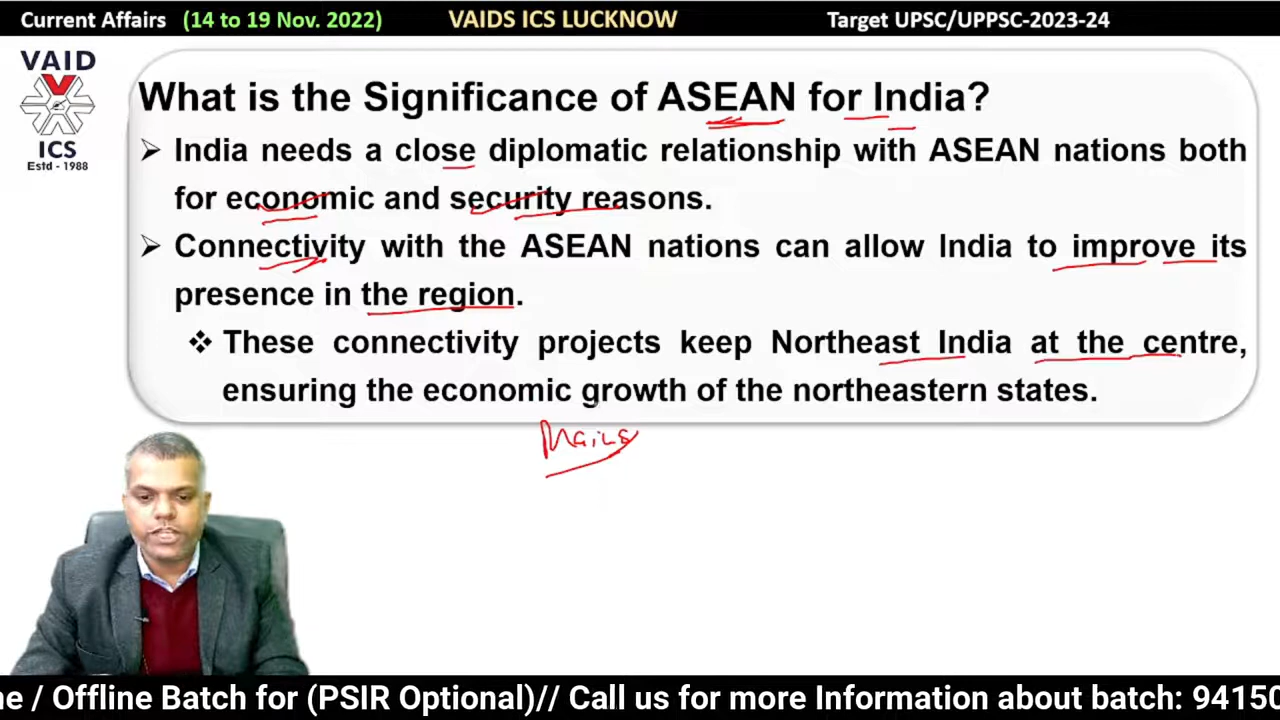 Current Affairs (14 to 19 Nov. 2022) VAIDS ICS LUCKNOW Target UPSC/UPPSC-2023-24
VAID
ICS
Estd - 1988
What is the Significance of ASEAN for India?
➢ India needs a close diplomatic relationship with ASEAN nations both
for economic and security reasons.
➢ Connectivity with the ASEAN nations can allow India to improve its
presence in the region.
❖ These connectivity projects keep Northeast India at the centre,
ensuring the economic growth of the northeastern states.
Mains
ne / Offline Batch for (PSIR Optional)// Call us for more Information about batch: 94150